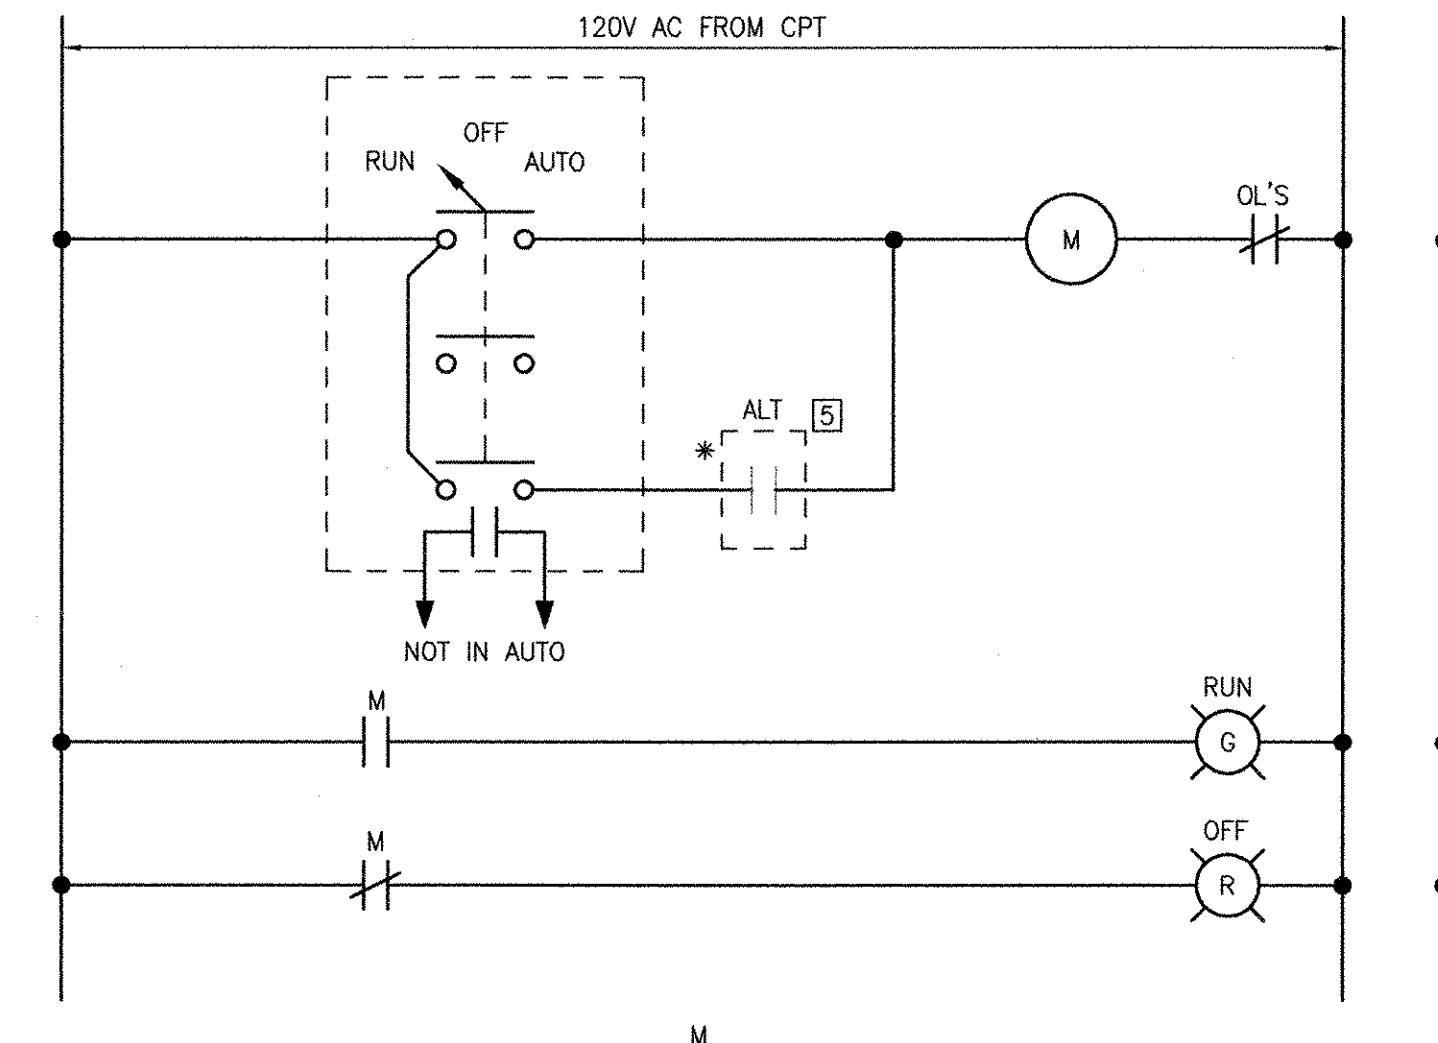 120V AC FROM CPT
OFF
RUN
AUTO
OL'S
M
ALT
5
*
NOT IN AUTO
M
RUN
G
M
OFF
R
M